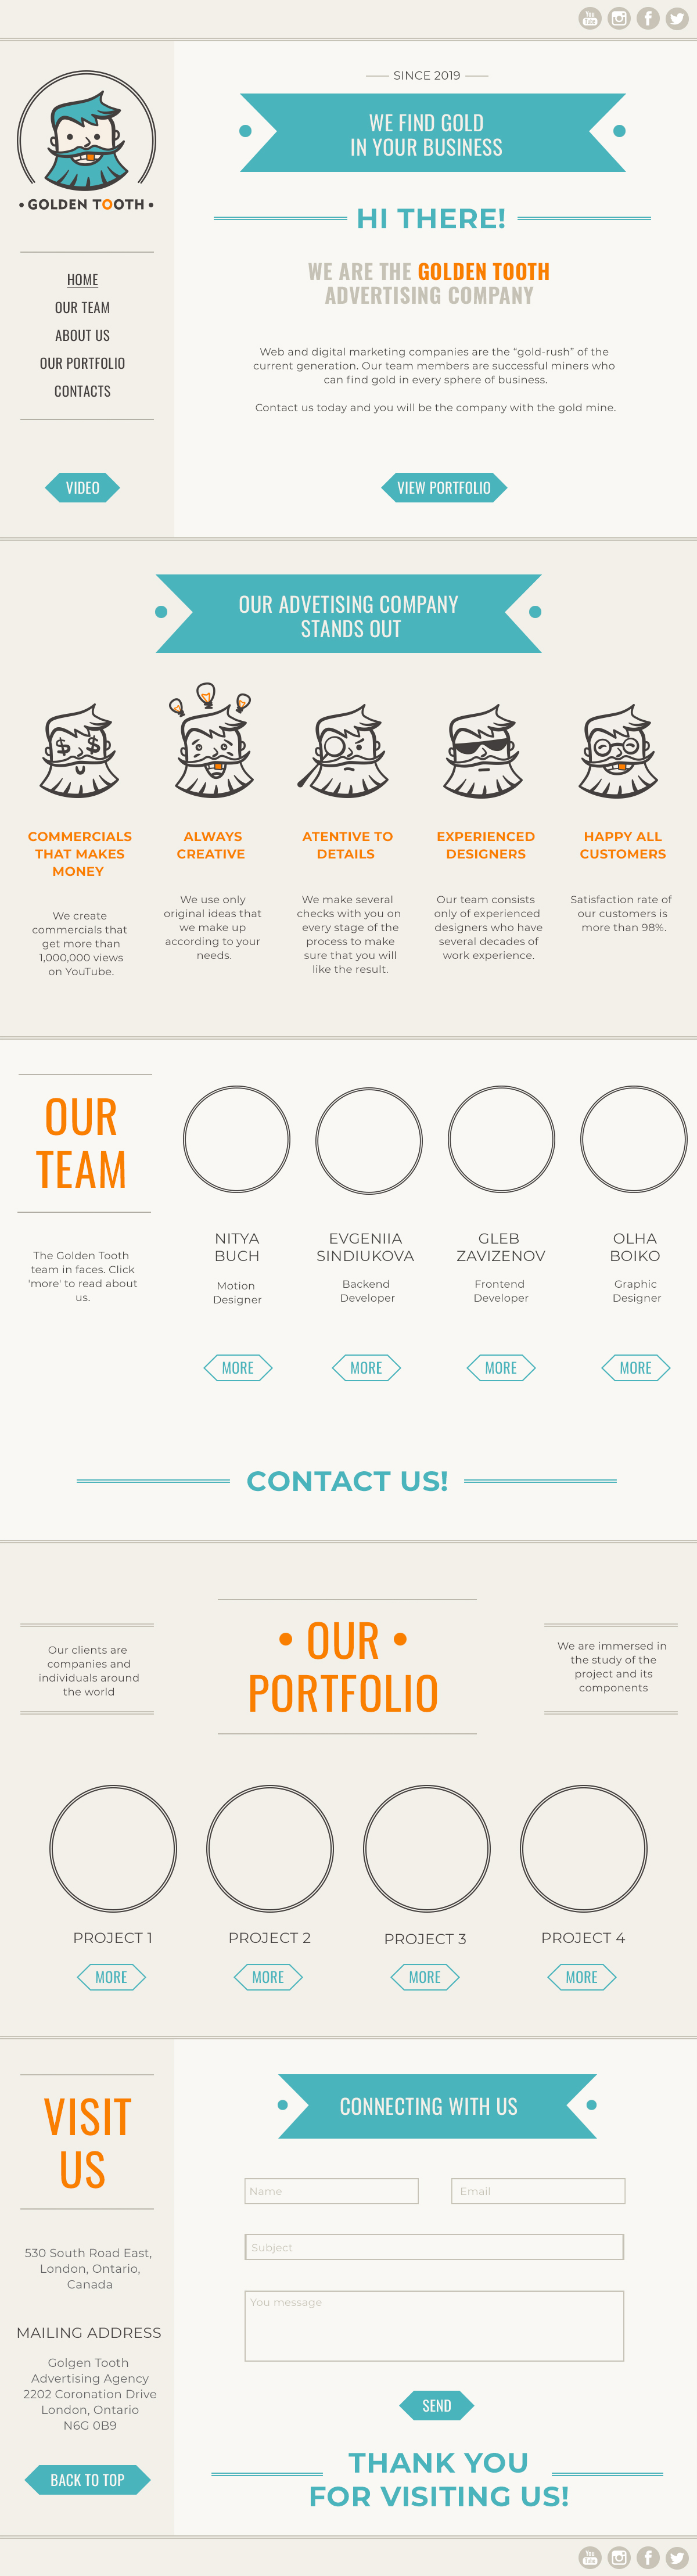 You
Tube
SINCE 2019
WE FIND GOLD
IN YOUR BUSINESS
• GOLDEN TOOTH •
HI THERE!
WE ARE THE GOLDEN TOOTH
ADVERTISING COMPANY
HOME
OUR TEAM
ABOUT US
OUR PORTFOLIO
CONTACTS
Web and digital marketing companies are the “gold-rush” of the
current generation. Our team members are successful miners who
can find gold in every sphere of business.
Contact us today and you will be the company with the gold mine.
VIDEO
VIEW PORTFOLIO
OUR ADVETISING COMPANY
STANDS OUT
$ $
COMMERCIALS
THAT MAKES
MONEY
We create
commercials that
get more than
1,000,000 views
on YouTube.
ALWAYS
CREATIVE
We use only
original ideas that
we make up
according to your
needs.
ATENTIVE TO
DETAILS
We make several
checks with you on
every stage of the
process to make
sure that you will
like the result.
EXPERIENCED
DESIGNERS
Our team consists
only of experienced
designers who have
several decades of
work experience.
HAPPY ALL
CUSTOMERS
Satisfaction rate of
our customers is
more than 98%.
OUR
TEAM
The Golden Tooth
team in faces. Click
'more' to read about
us.
NITYA
BUCH
Motion
Designer
MORE
EVGENIIA
SINDIUKOVA
Backend
Developer
MORE
GLEB
ZAVIZENOV
Frontend
Developer
MORE
OLHA
BOIKO
Graphic
Designer
MORE
CONTACT US!
Our clients are
companies and
individuals around
the world
• OUR •
PORTFOLIO
We are immersed in
the study of the
project and its
components
PROJECT 1
MORE
PROJECT 2
MORE
PROJECT 3
MORE
PROJECT 4
MORE
VISIT
US
530 South Road East,
London, Ontario,
Canada
MAILING ADDRESS
Golgen Tooth
Advertising Agency
2202 Coronation Drive
London, Ontario
N6G 0B9
BACK TO TOP
CONNECTING WITH US
Name
Email
Subject
You message
SEND
THANK YOU
FOR VISITING US!
You
Tube